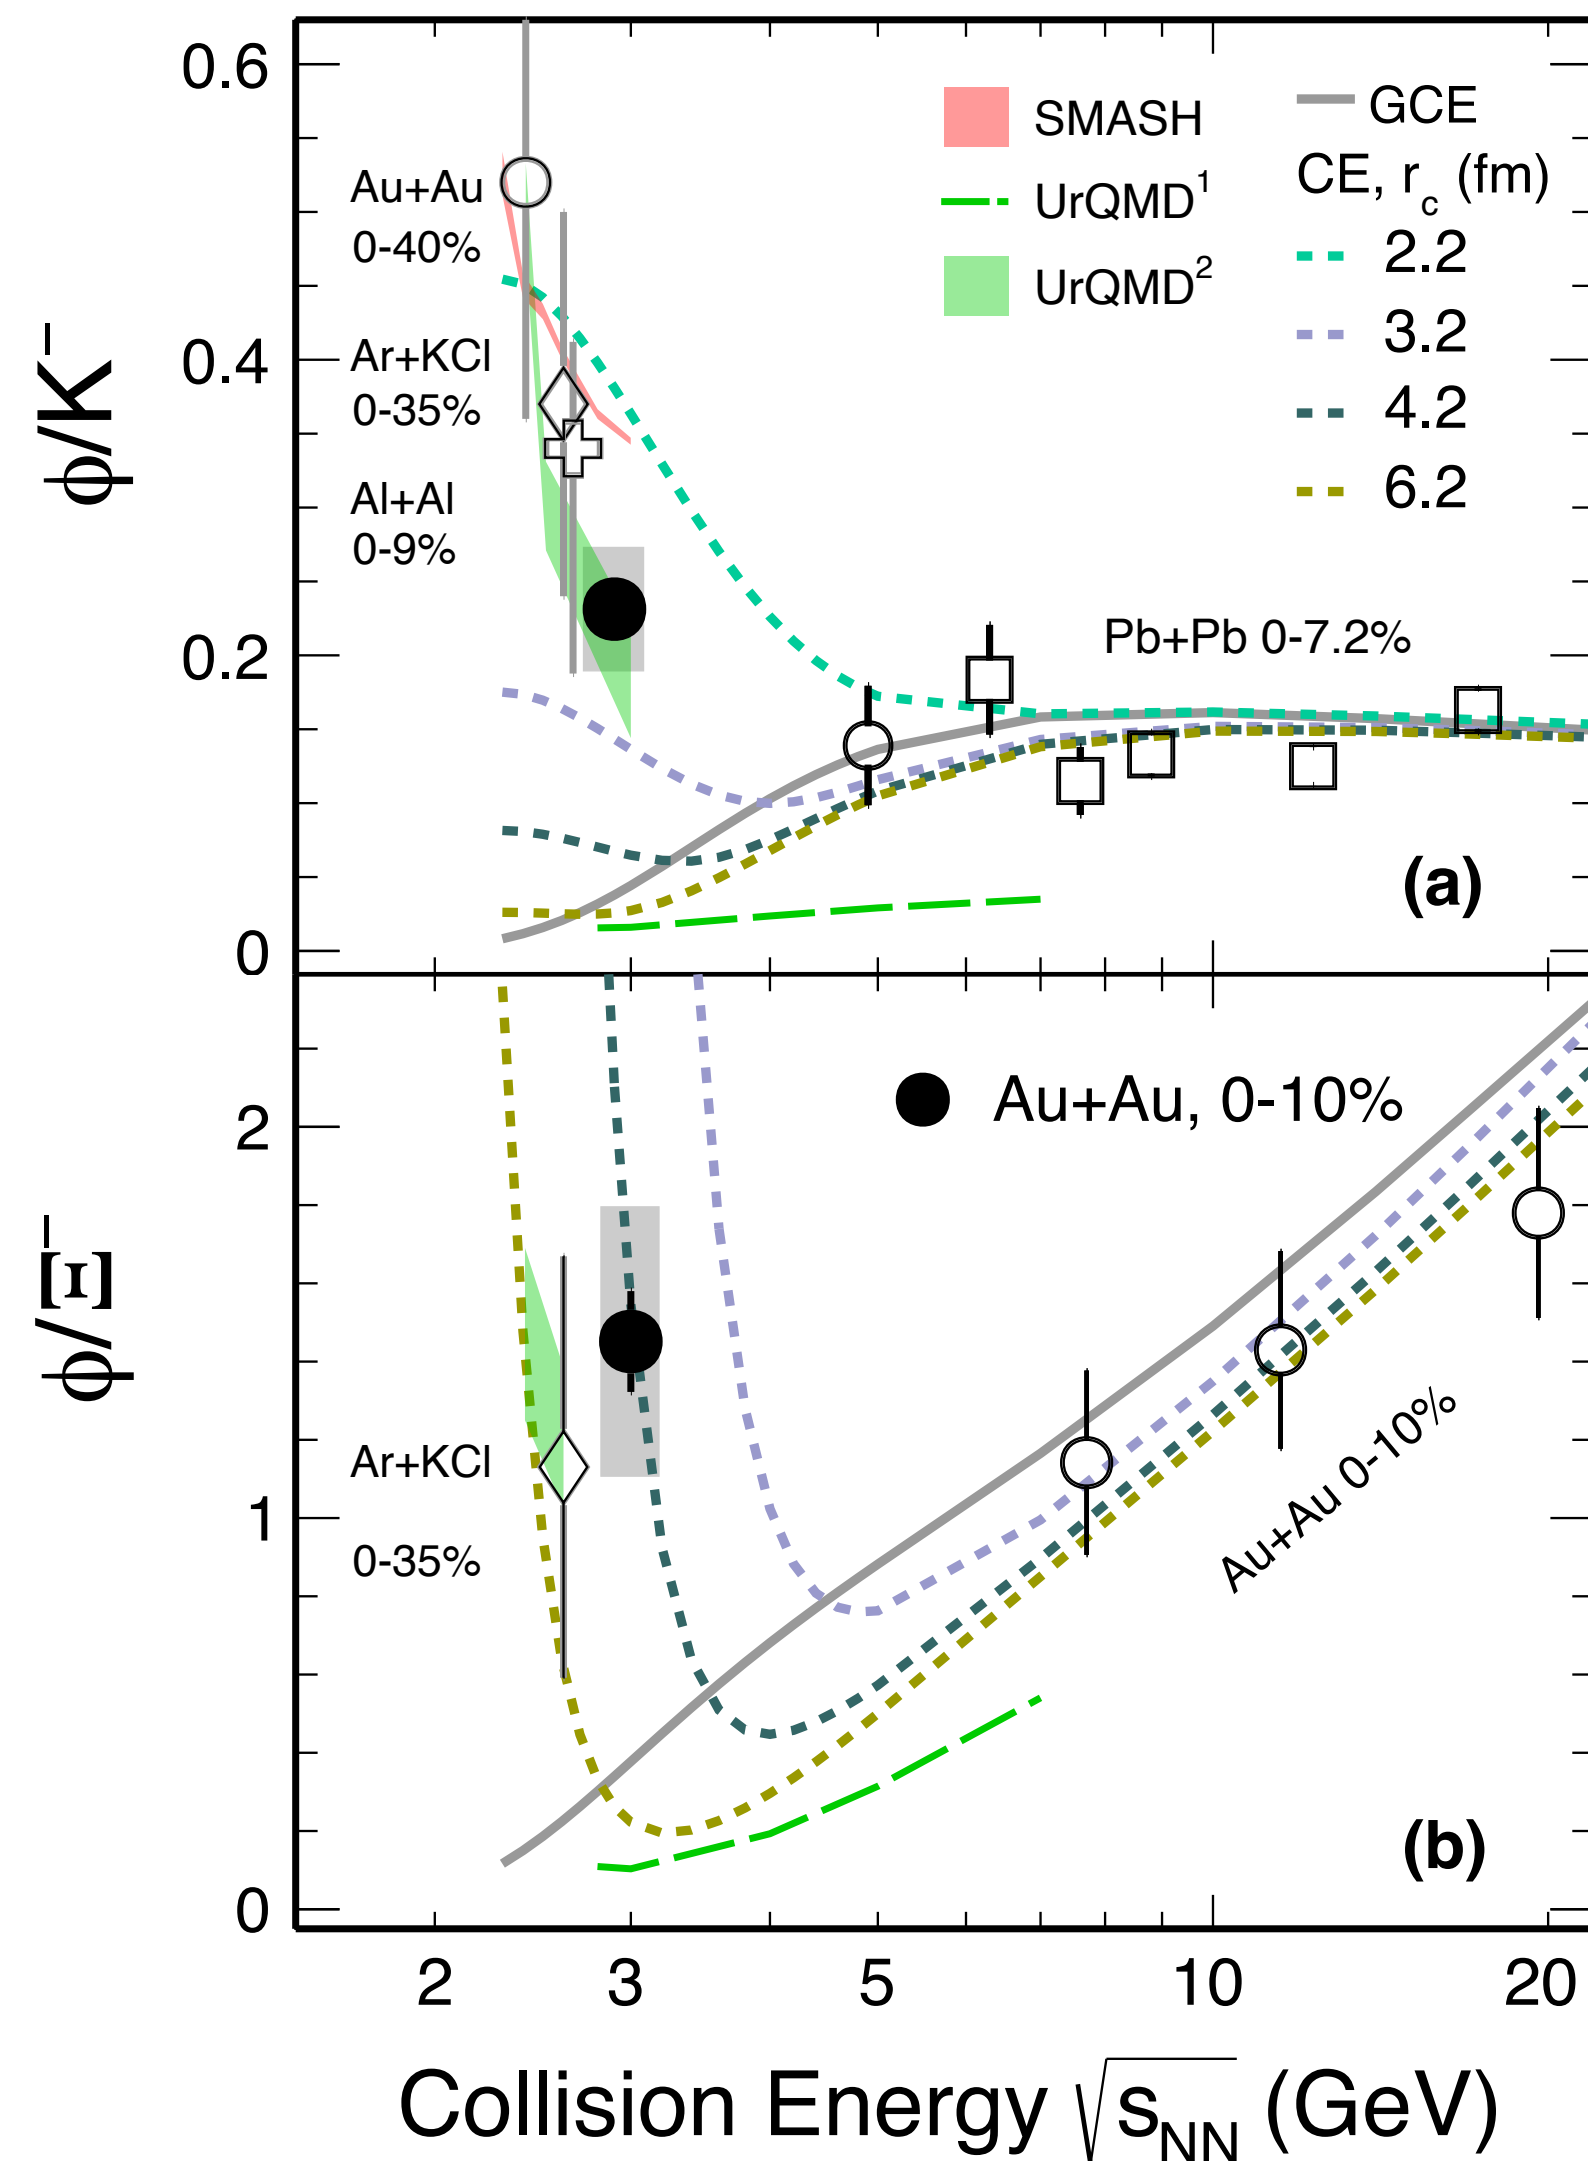 0.6
0.4
0.2
0
ϕ/K⁻
SMASH
UrQMD¹
UrQMD²
GCE
CE, r_c (fm)
2.2
3.2
4.2
6.2
Au+Au
0-40%
Ar+KCl
0-35%
Al+Al
0-9%
Pb+Pb 0-7.2%
(a)
2
1
0
ϕ/Ξ⁻
Au+Au, 0-10%
Ar+KCl
0-35%
Au+Au 0-10%
(b)
2 3 5 10 20
Collision Energy √s_NN (GeV)